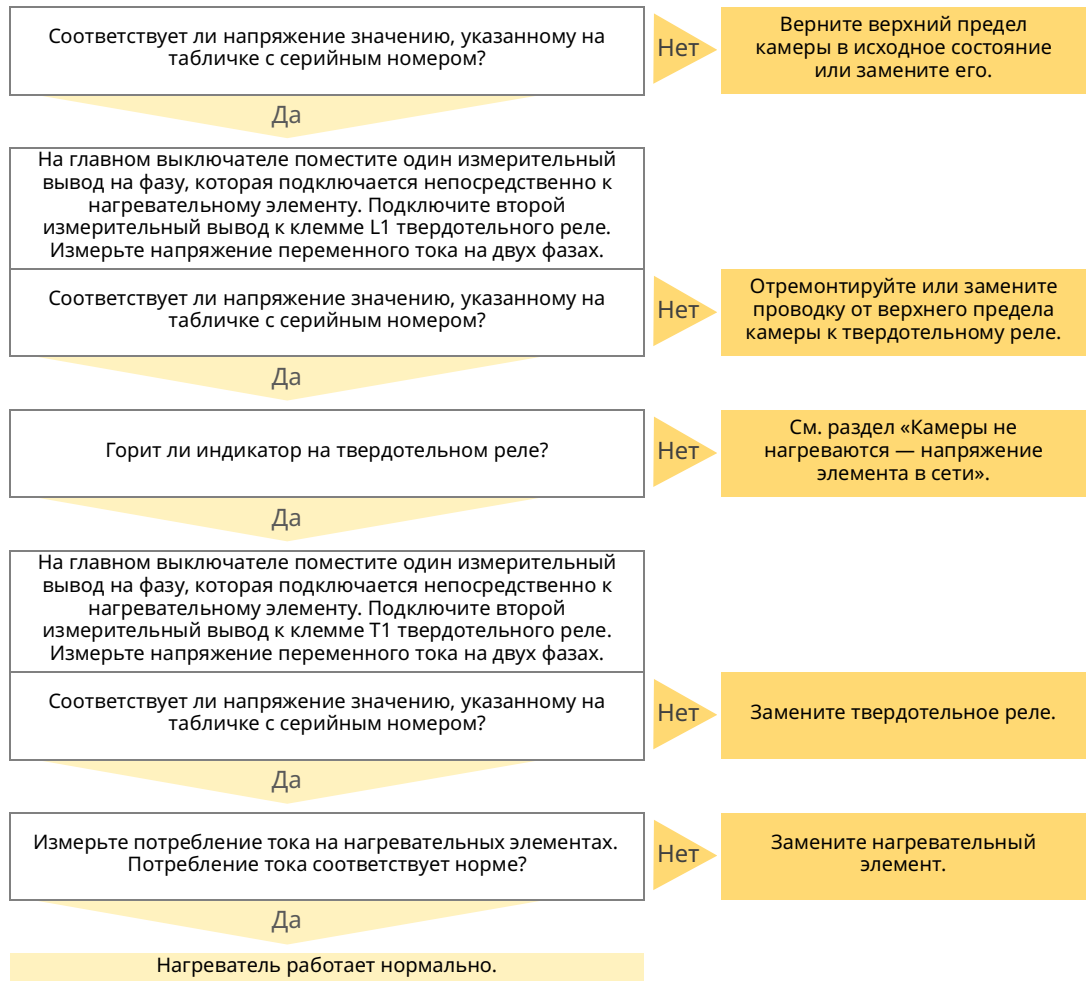 Соответствует ли напряжение значению, указанному на
табличке с серийным номером?
Нет
Верните верхний предел
камеры в исходное состояние
или замените его.
Да
На главном выключателе поместите один измерительный
вывод на фазу, которая подключается непосредственно к
нагревательному элементу. Подключите второй
измерительный вывод к клемме L1 твердотельного реле.
Измерьте напряжение переменного тока на двух фазах.
Соответствует ли напряжение значению, указанному на
табличке с серийным номером?
Нет
Отремонтируйте или замените
проводку от верхнего предела
камеры к твердотельному реле.
Да
Горит ли индикатор на твердотельном реле?
Нет
См. раздел «Камеры не
нагреваются — напряжение
элемента в сети».
Да
На главном выключателе поместите один измерительный
вывод на фазу, которая подключается непосредственно к
нагревательному элементу. Подключите второй
измерительный вывод к клемме T1 твердотельного реле.
Измерьте напряжение переменного тока на двух фазах.
Соответствует ли напряжение значению, указанному на
табличке с серийным номером?
Нет
Замените твердотельное реле.
Да
Измерьте потребление тока на нагревательных элементах.
Потребление тока соответствует норме?
Нет
Замените нагревательный
элемент.
Да
Нагреватель работает нормально.